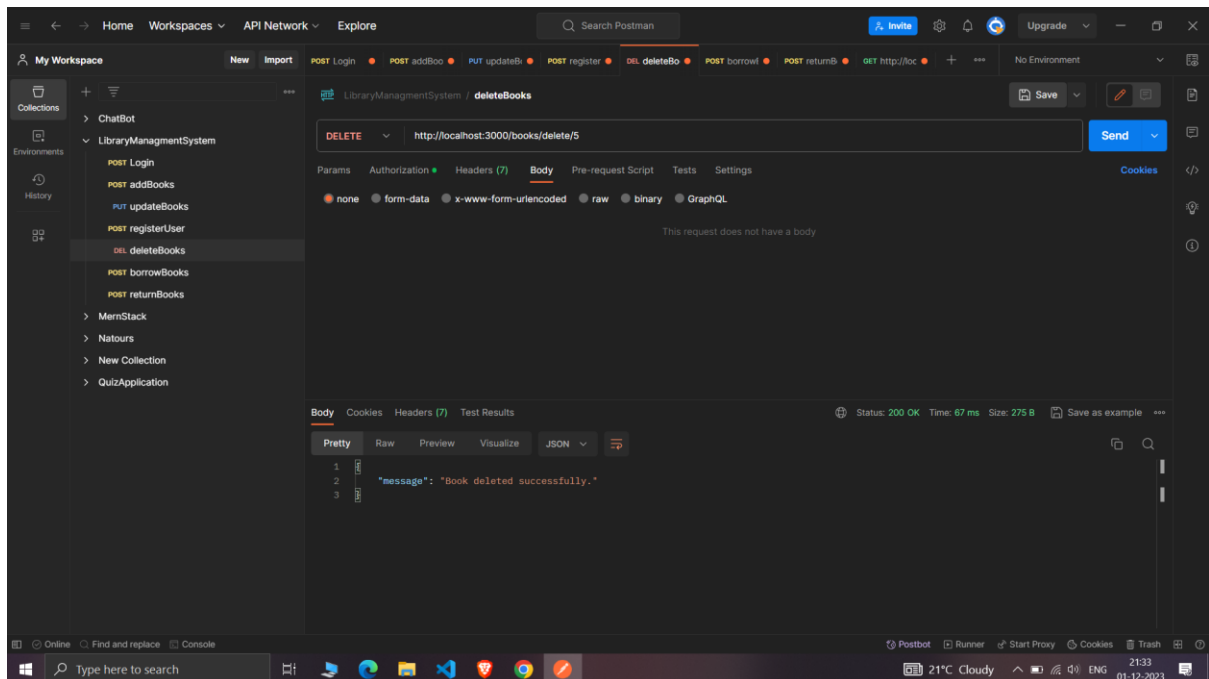 Home Workspaces API Network Explore Search Postman Invite Upgrade
My Workspace New Import POST Login POST addBoo PUT updateB POST register DEL deleteBo POST borrowl POST returnB GET http://loc No Environment
Collections
Environments
History
ChatBot
LibraryManagmentSystem
POST Login
POST addBooks
PUT updateBooks
POST registerUser
DEL deleteBooks
POST borrowBooks
POST returnBooks
MernStack
Natours
New Collection
QuizApplication
HTTP LibraryManagmentSystem / deleteBooks Save
DELETE http://localhost:3000/books/delete/5 Send
Params Authorization Headers (7) Body Pre-request Script Tests Settings Cookies
none form-data x-www-form-urlencoded raw binary GraphQL
This request does not have a body
Body Cookies Headers (7) Test Results Status: 200 OK Time: 67 ms Size: 275 B Save as example
Pretty Raw Preview Visualize JSON
1 {
2 "message": "Book deleted successfully."
3 }
Online Find and replace Console Postbot Runner Start Proxy Cookies Trash
Type here to search 21°C Cloudy ENG 21:33
01-12-2023